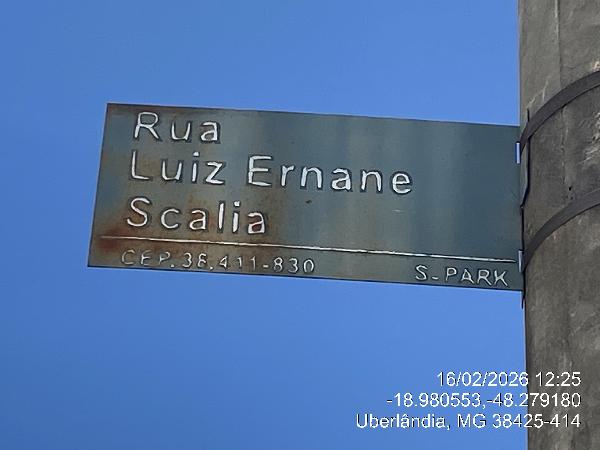 Rua
Luiz Ernane
Scalia
CEP. 38.411-830
S-PARK
16/02/2026 12:25
-18.980553,-48.279180
Uberlândia, MG 38425-414